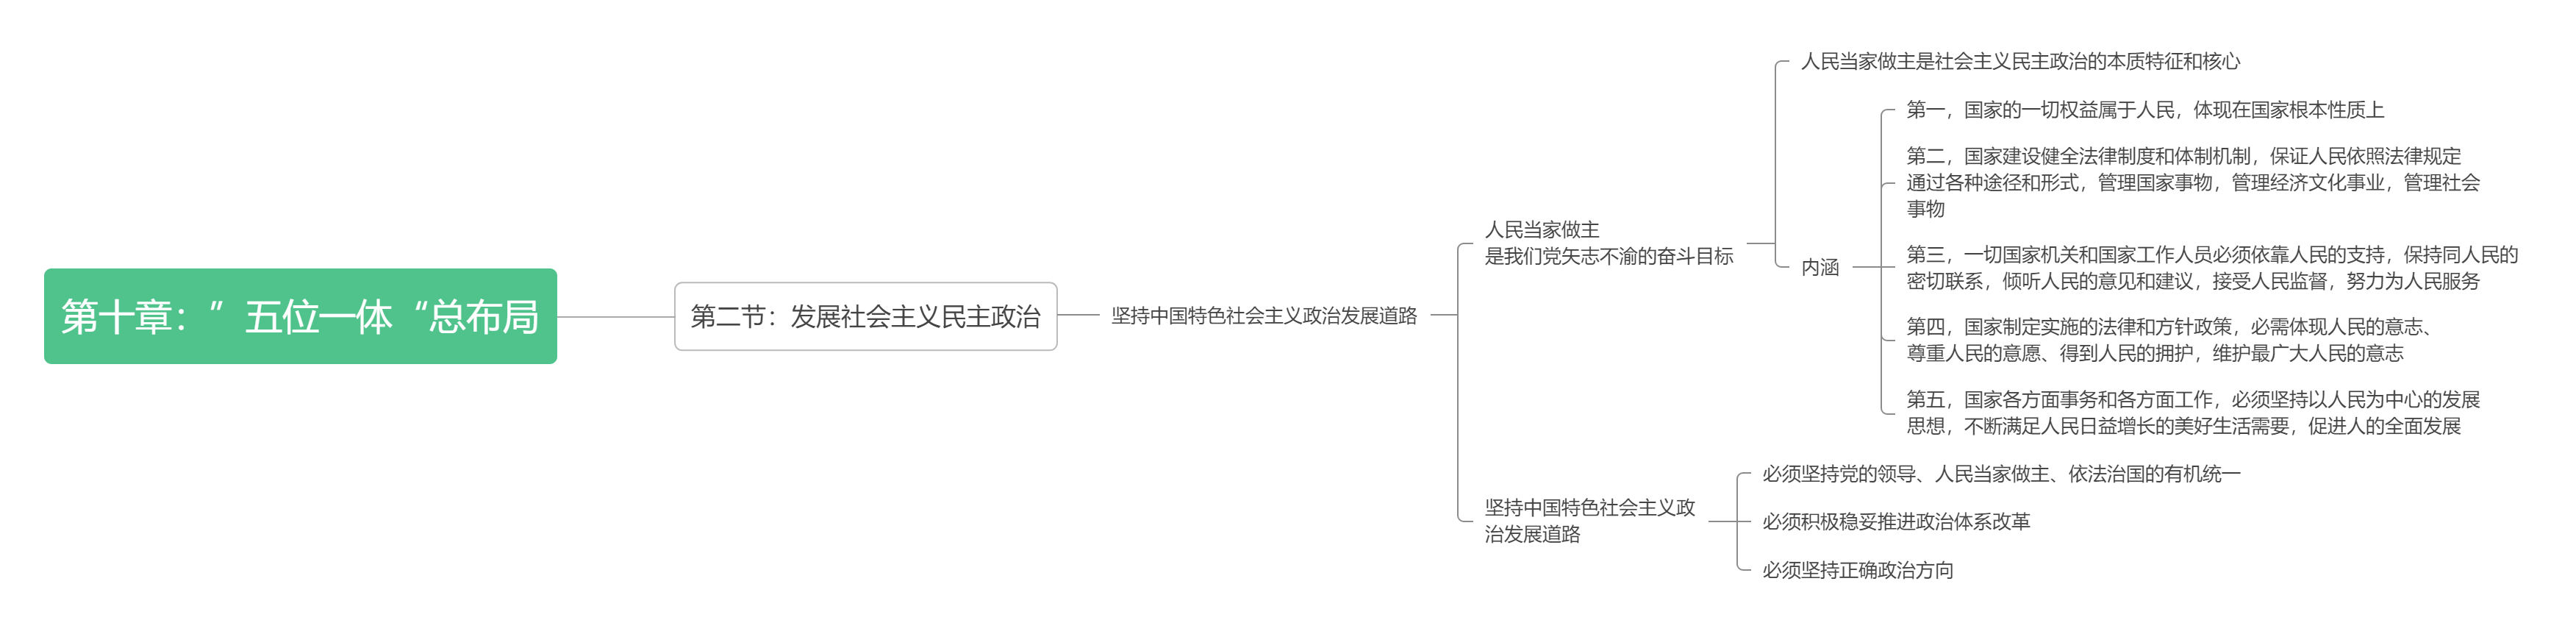 第十章：”五位一体“总布局
第二节：发展社会主义民主政治
坚持中国特色社会主义政治发展道路
人民当家做主
是我们党矢志不渝的奋斗目标
人民当家做主是社会主义民主政治的本质特征和核心
内涵
第一，国家的一切权益属于人民，体现在国家根本性质上
第二，国家建设健全法律制度和体制机制，保证人民依照法律规定
通过各种途径和形式，管理国家事物，管理经济文化事业，管理社会
事物
第三，一切国家机关和国家工作人员必须依靠人民的支持，保持同人民的
密切联系，倾听人民的意见和建议，接受人民监督，努力为人民服务
第四，国家制定实施的法律和方针政策，必需体现人民的意志、
尊重人民的意愿、得到人民的拥护，维护最广大人民的意志
第五，国家各方面事务和各方面工作，必须坚持以人民为中心的发展
思想，不断满足人民日益增长的美好生活需要，促进人的全面发展
坚持中国特色社会主义政
治发展道路
必须坚持党的领导、人民当家做主、依法治国的有机统一
必须积极稳妥推进政治体系改革
必须坚持正确政治方向